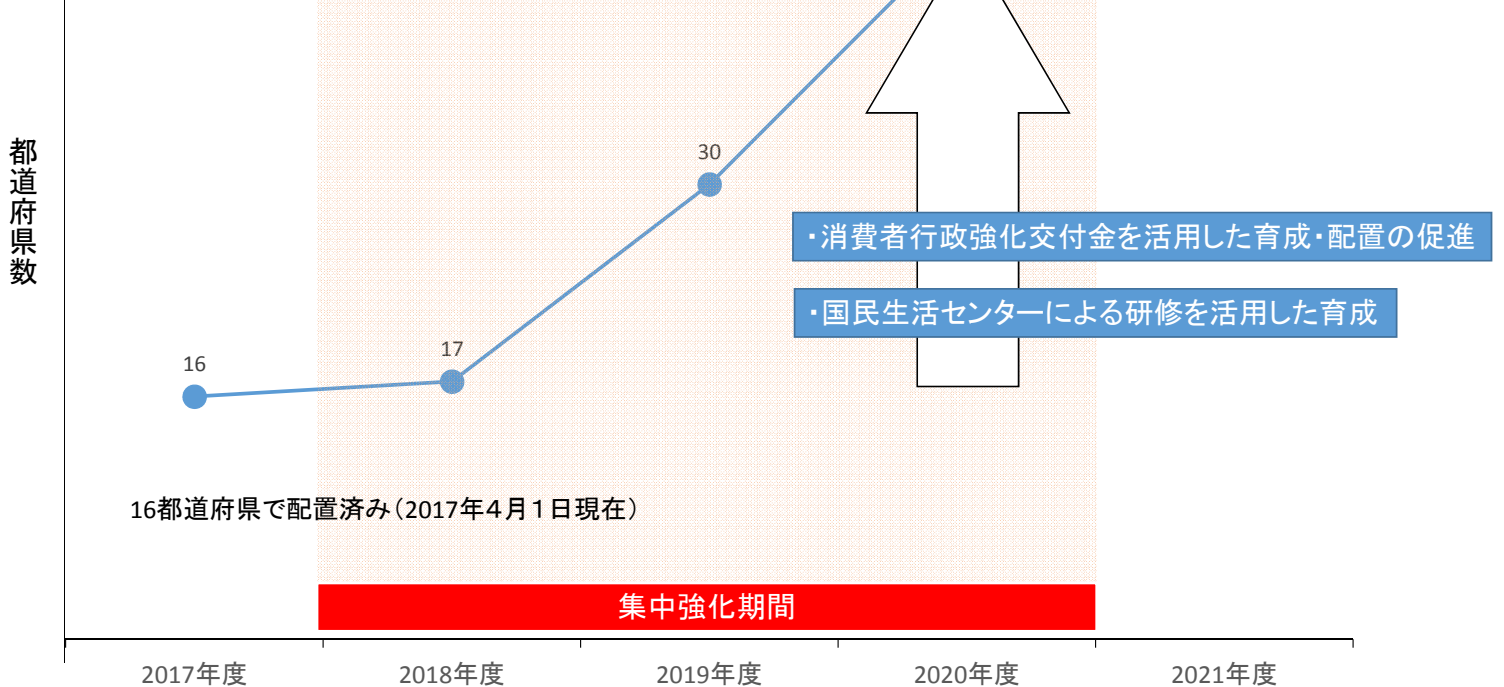 都道府県数
30
・消費者行政強化交付金を活用した育成・配置の促進
・国民生活センターによる研修を活用した育成
17
16
16都道府県で配置済み（2017年４月１日現在）
集中強化期間
2017年度
2018年度
2019年度
2020年度
2021年度